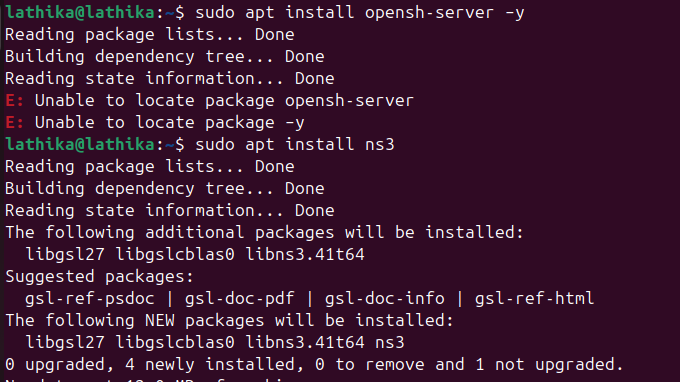 lathika@lathika:~$ sudo apt install opensh-server –y
Reading package lists... Done
Building dependency tree... Done
Reading state information... Done
E: Unable to locate package opensh-server
E: Unable to locate package –y
lathika@lathika:~$ sudo apt install ns3
Reading package lists... Done
Building dependency tree... Done
Reading state information... Done
The following additional packages will be installed:
libgsl27 libgslcblas0 libns3.41t64
Suggested packages:
gsl-ref-psdoc | gsl-doc-pdf | gsl-doc-info | gsl-ref-html
The following NEW packages will be installed:
libgsl27 libgslcblas0 libns3.41t64 ns3
0 upgraded, 4 newly installed, 0 to remove and 1 not upgraded.